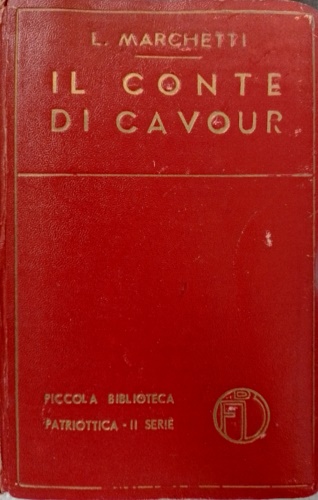 L. MARCHETTI
IL CONTE
DI CAVOUR
PICCOLA BIBLIOTECA
PATRIOTTICA - II SERIE